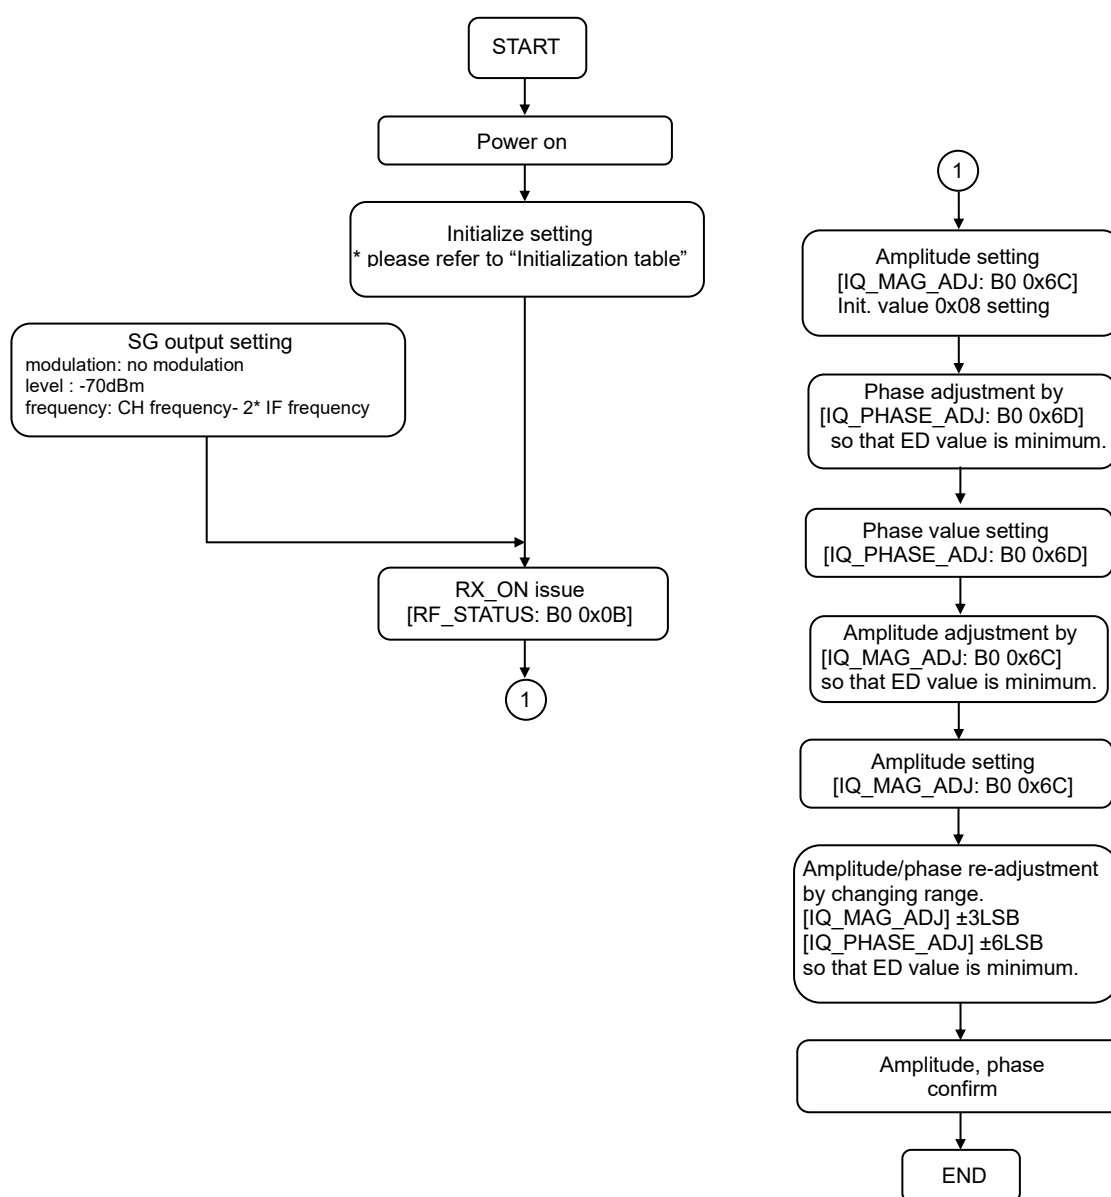 START
Power on
Initialize setting
* please refer to “Initialization table”
SG output setting
modulation: no modulation
level : -70dBm
frequency: CH frequency- 2* IF frequency
RX_ON issue
[RF_STATUS: B0 0x0B]
1
1
Amplitude setting
[IQ_MAG_ADJ: B0 0x6C]
Init. value 0x08 setting
Phase adjustment by
[IQ_PHASE_ADJ: B0 0x6D]
so that ED value is minimum.
Phase value setting
[IQ_PHASE_ADJ: B0 0x6D]
Amplitude adjustment by
[IQ_MAG_ADJ: B0 0x6C]
so that ED value is minimum.
Amplitude setting
[IQ_MAG_ADJ: B0 0x6C]
Amplitude/phase re-adjustment
by changing range.
[IQ_MAG_ADJ] ±3LSB
[IQ_PHASE_ADJ] ±6LSB
so that ED value is minimum.
Amplitude, phase
confirm
END